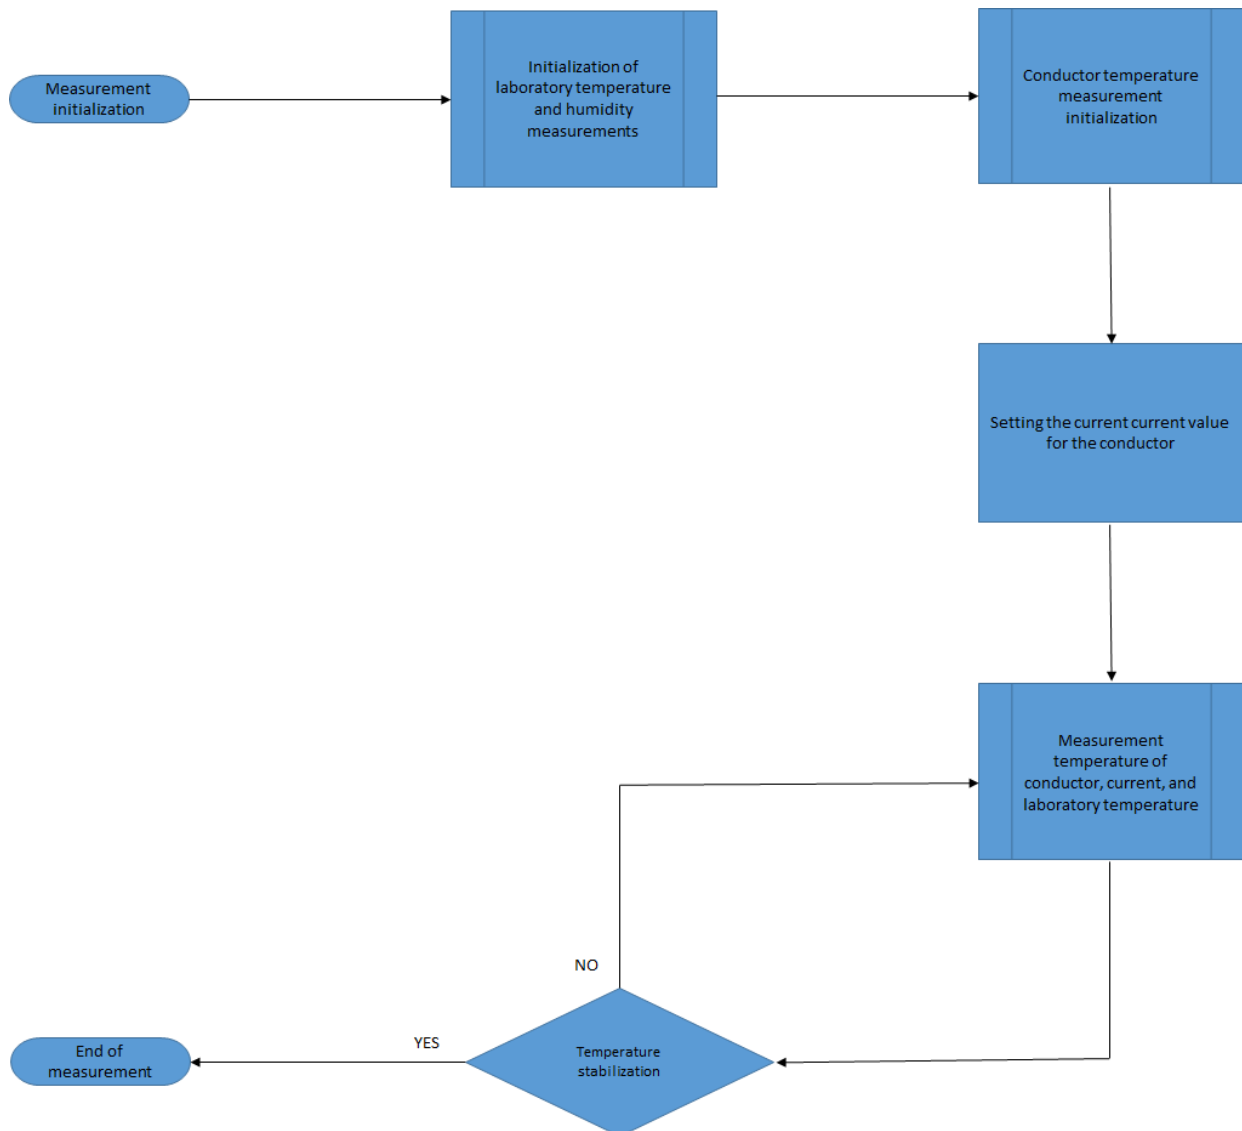 Measurement
initialization
Initialization of
laboratory temperature
and humidity
measurements
Conductor temperature
measurement
initialization
Setting the current current value
for the conductor
Measurement
temperature of
conductor, current, and
laboratory temperature
NO
Temperature
stabilization
YES
End of
measurement